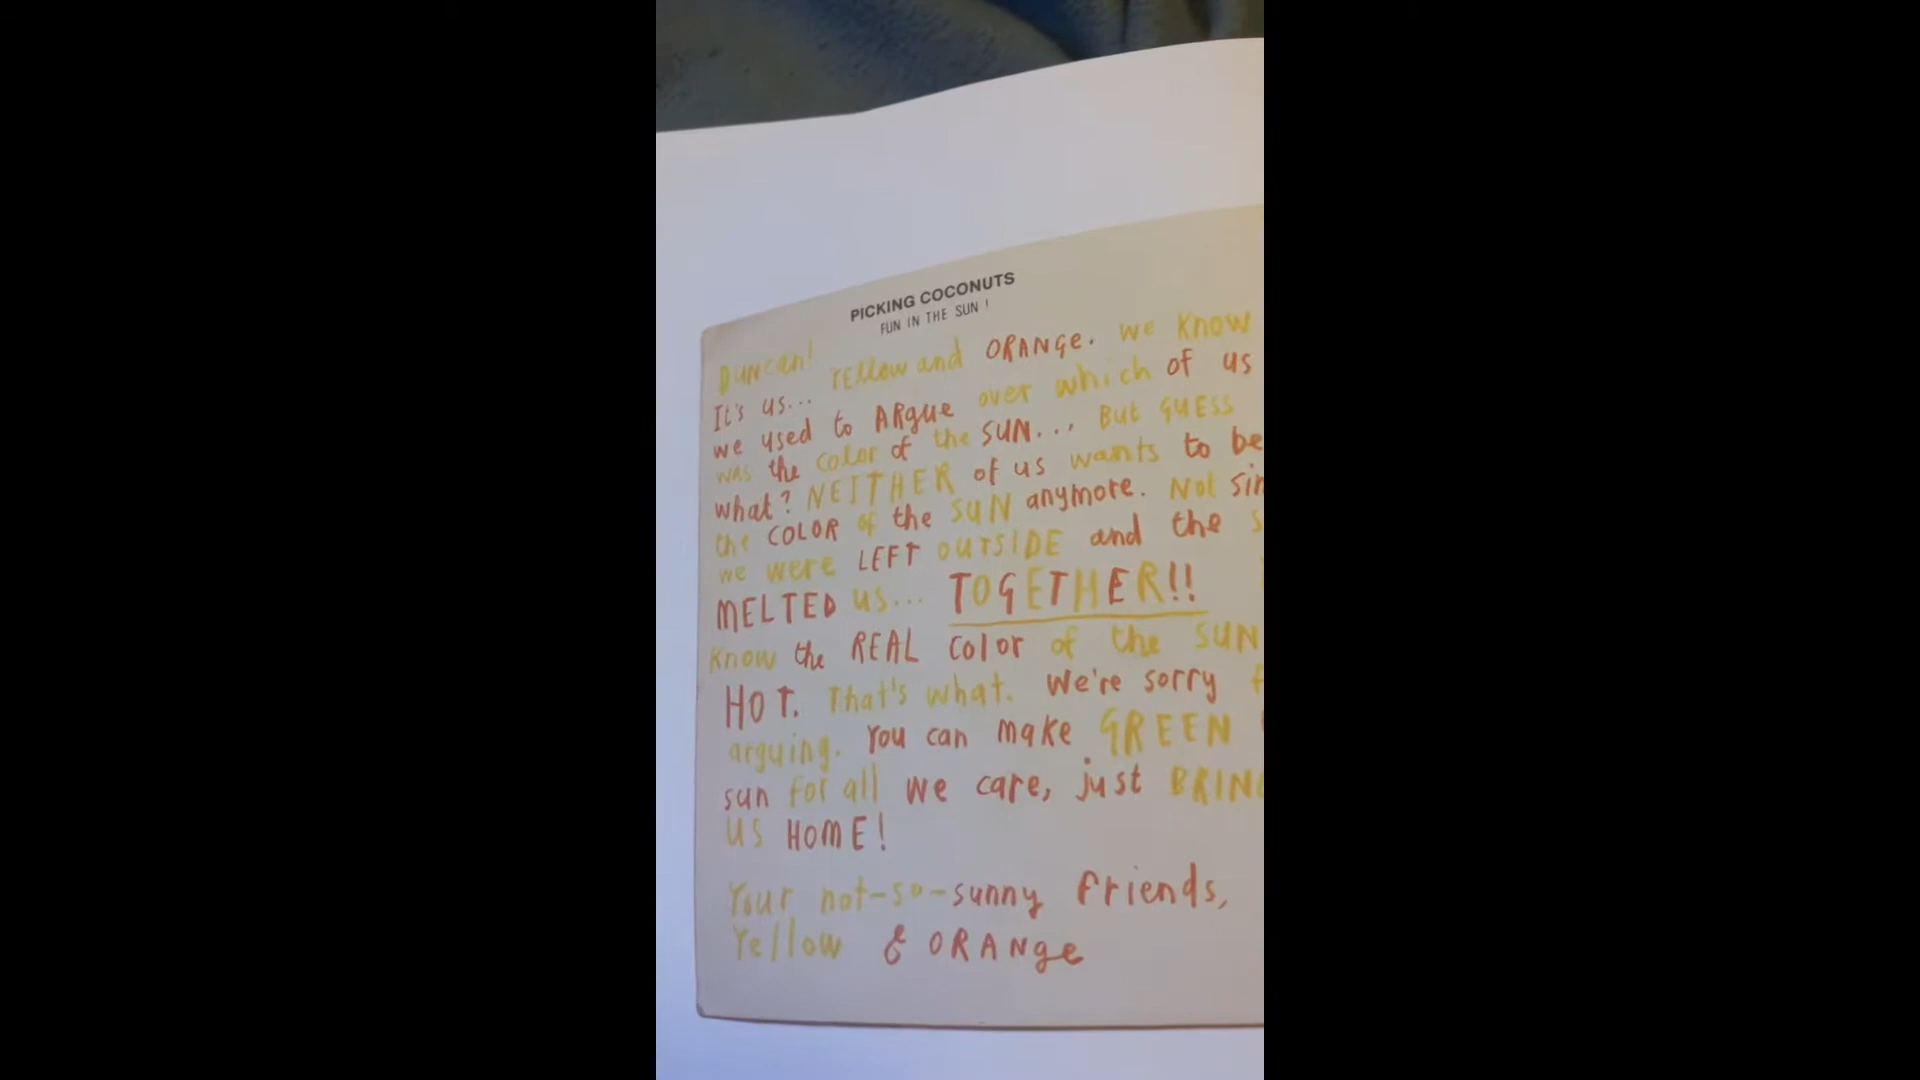 PICKING COCONUTS
FUN IN THE SUN !
DUNCAN!
It's us... YEllow and ORANGe. We Know
we used to ARgue over which of us
was the color of the SUN... But GUESS
what? NEITHER of us wants to be
the COLOR of the SUN anymore. Not
we were LEFT OUTSIDE and the
MELTED us... TOGETHER!!
Know the REAL Color of the SUN
HOT. That's what. We're sorry
arguing. You can make GREEN
sun for all we care, just
US HOME!
Your not-so-sunny friends,
Yellow & ORANge